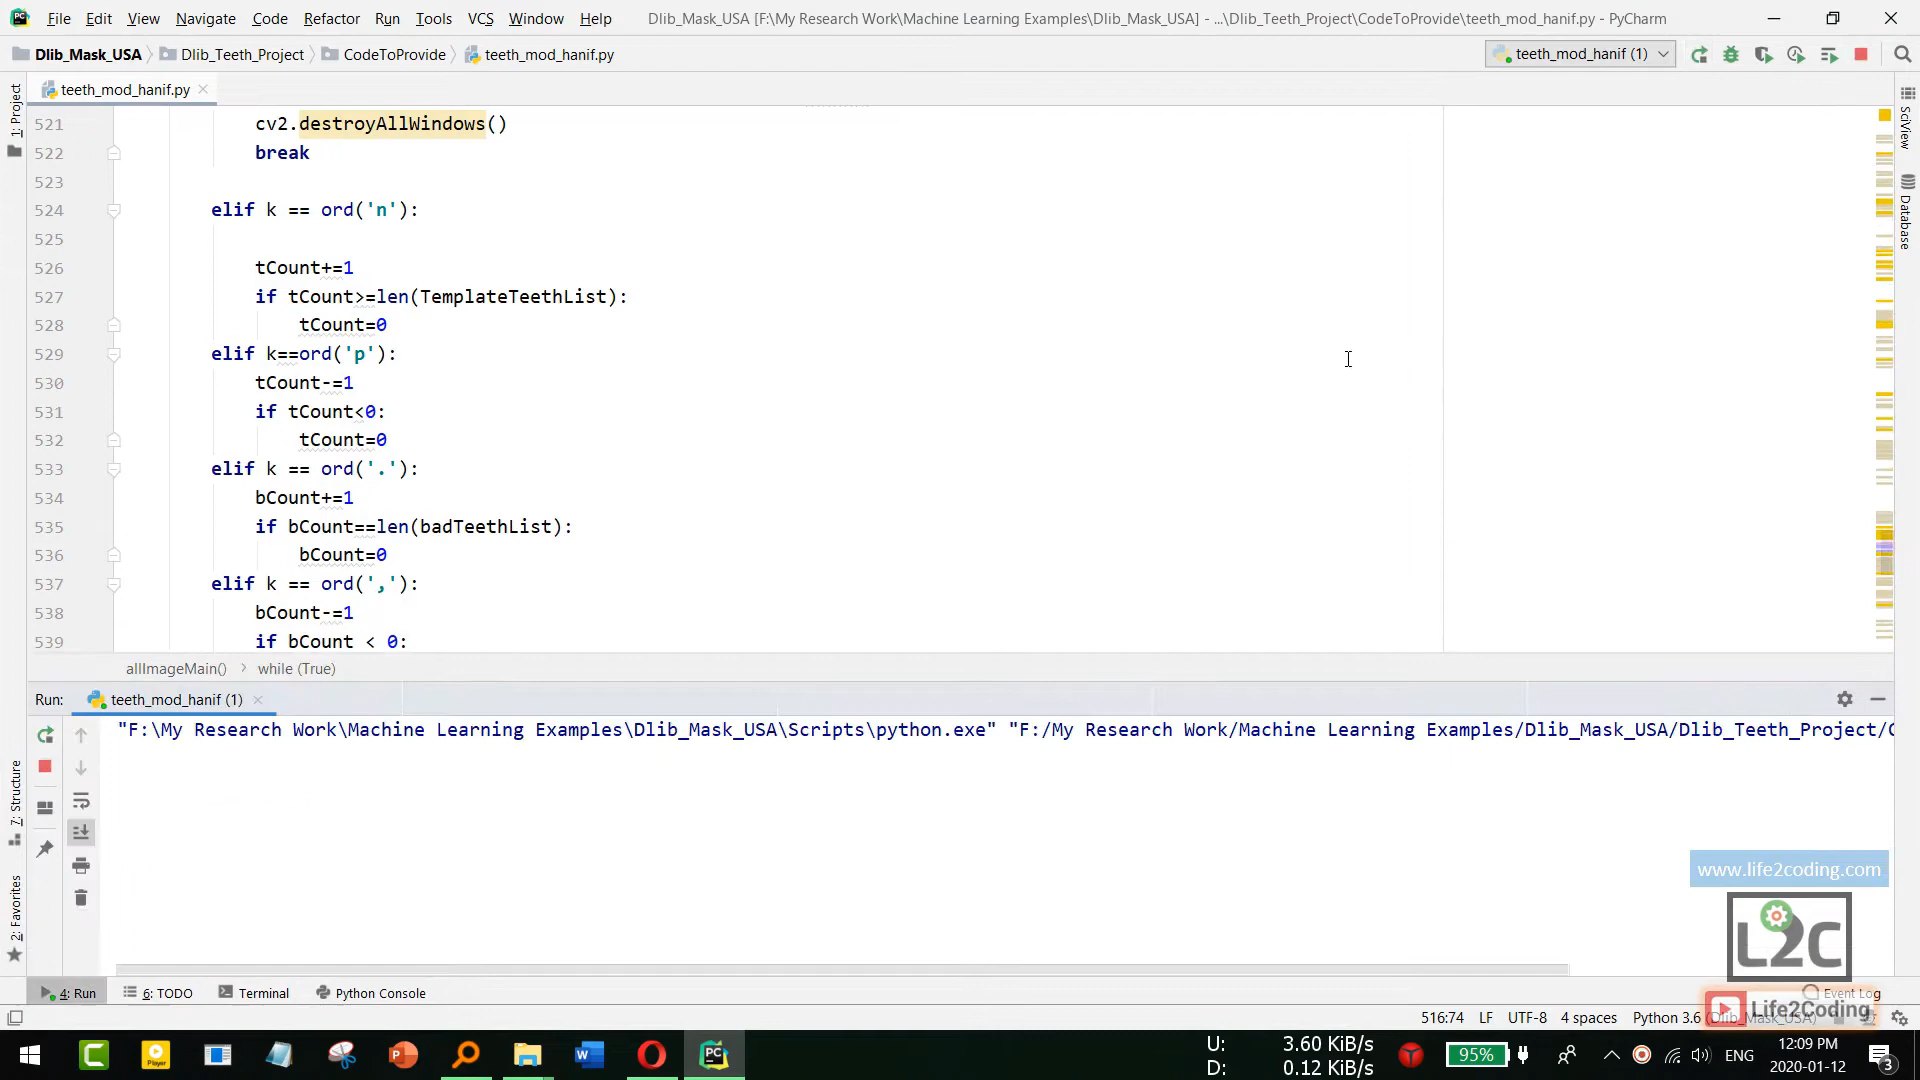 File Edit View Navigate Code Refactor Run Tools VCS Window Help Dlib_Mask_USA [F:\My Research Work\Machine Learning Examples\Dlib_Mask_USA] - ...\Dlib_Teeth_Project\CodeToProvide\teeth_mod_hanif.py - PyCharm
Dlib_Mask_USA Dlib_Teeth_Project CodeToProvide teeth_mod_hanif.py teeth_mod_hanif (1)
teeth_mod_hanif.py
1: Project
SciView
Database
521 cv2.destroyAllWindows()
522 break
523
524 elif k == ord('n'):
525
526 tCount+=1
527 if tCount>=len(TemplateTeethList):
528 tCount=0
529 elif k==ord('p'):
530 tCount-=1
531 if tCount<0:
532 tCount=0
533 elif k == ord('.'):
534 bCount+=1
535 if bCount==len(badTeethList):
536 bCount=0
537 elif k == ord(','):
538 bCount-=1
539 if bCount < 0:
allImageMain() while (True)
Run: teeth_mod_hanif (1)
"F:\My Research Work\Machine Learning Examples\Dlib_Mask_USA\Scripts\python.exe" "F:/My Research Work/Machine Learning Examples/Dlib_Mask_USA/Dlib_Teeth_Project/C
7: Structure
2: Favorites
www.life2coding.com
L2C
4: Run 6: TODO Terminal Python Console Event Log
Life2Coding
516:74 LF UTF-8 4 spaces Python 3.6 (Dlib_Mask_USA)
Player
U: 3.60 KiB/s
D: 0.12 KiB/s
95%
ENG
12:09 PM
2020-01-12
3